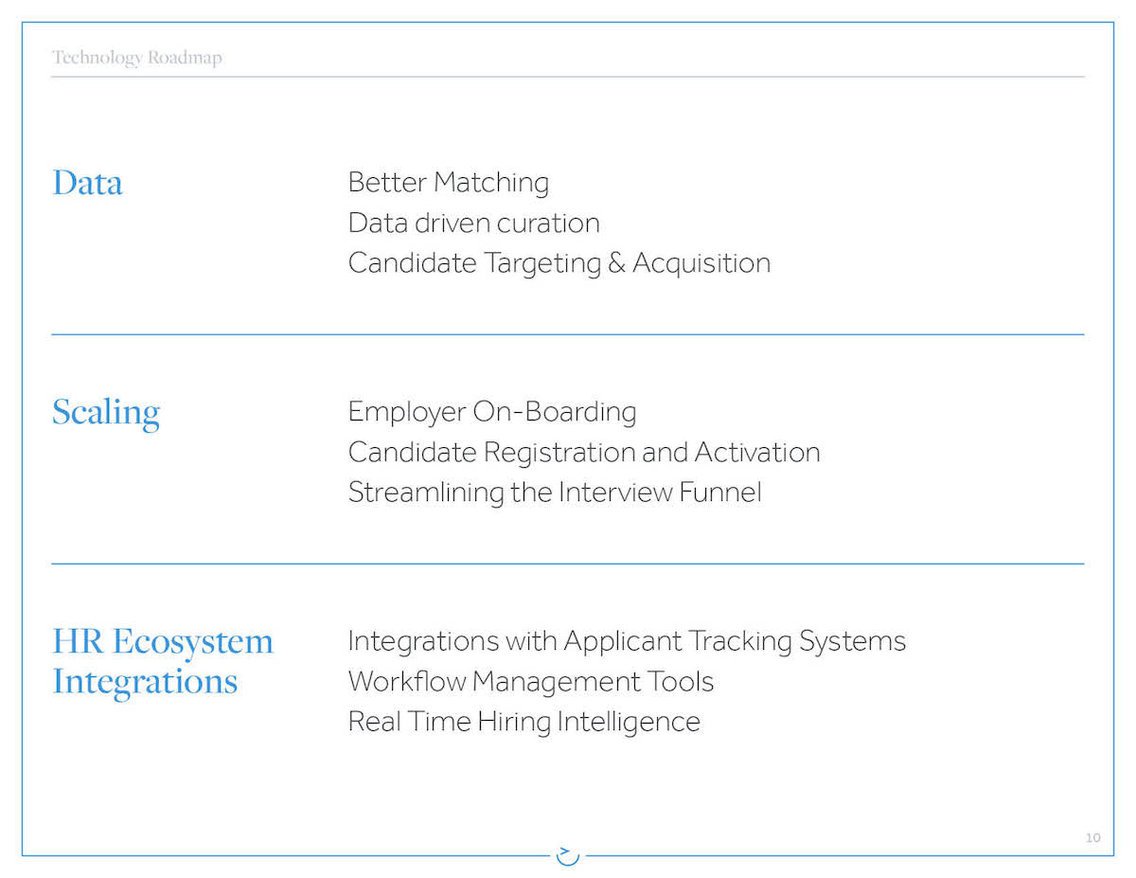 Technology Roadmap
Data
Better Matching
Data driven curation
Candidate Targeting & Acquisition
Scaling
Employer On-Boarding
Candidate Registration and Activation
Streamlining the Interview Funnel
HR Ecosystem
Integrations
Integrations with Applicant Tracking Systems
Workflow Management Tools
Real Time Hiring Intelligence
10